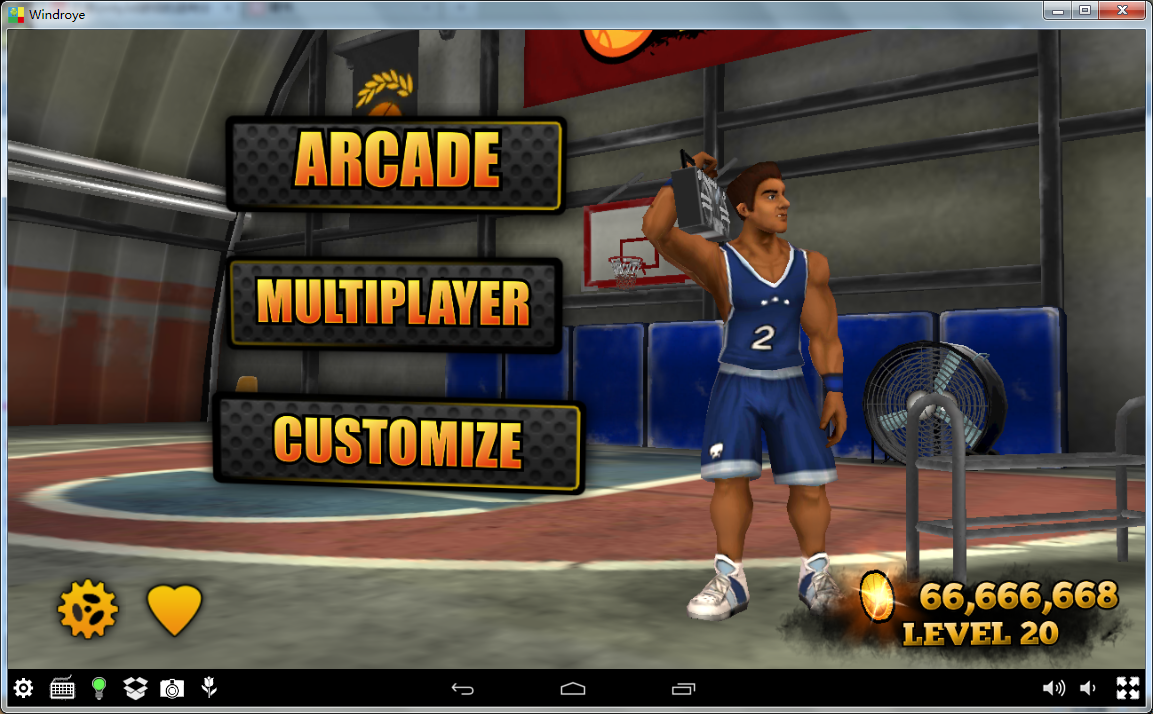 Windroye
ARCADE
MULTIPLAYER
CUSTOMIZE
2
66,666,668
LEVEL 20